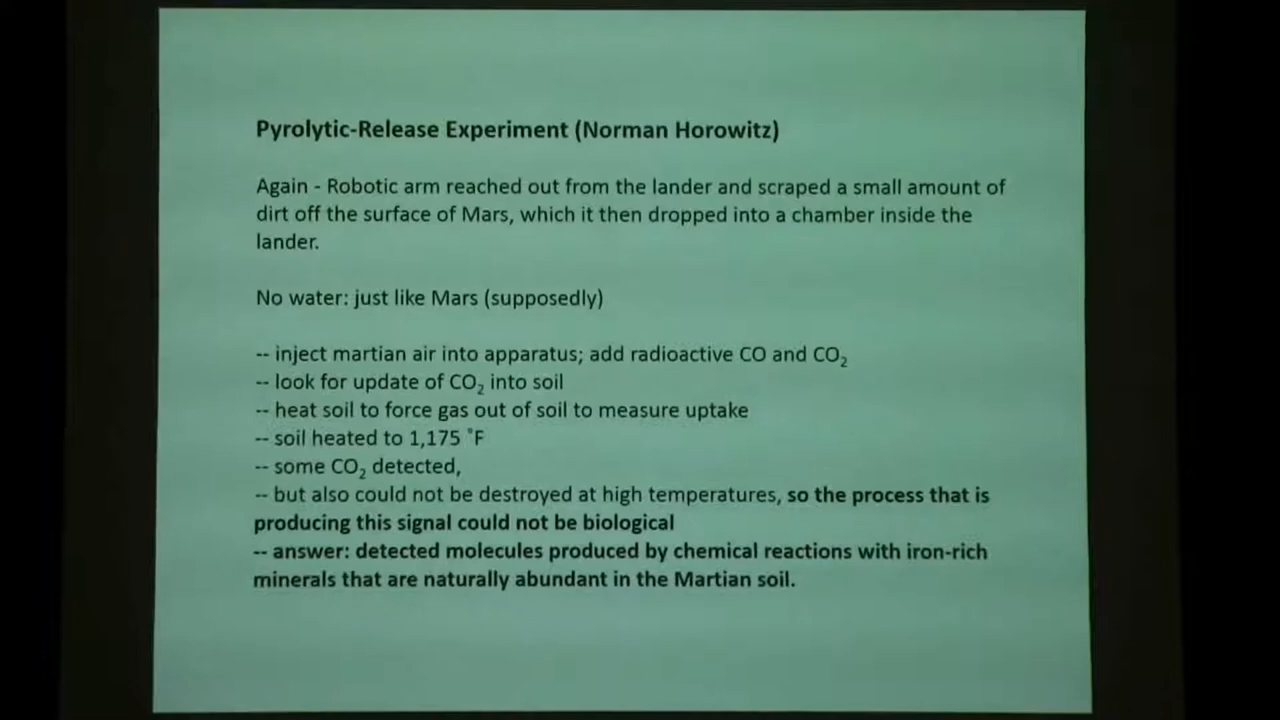 Pyrolytic-Release Experiment (Norman Horowitz)
Again - Robotic arm reached out from the lander and scraped a small amount of
dirt off the surface of Mars, which it then dropped into a chamber inside the
lander.
No water: just like Mars (supposedly)
-- inject martian air into apparatus; add radioactive CO and CO₂
-- look for update of CO₂ into soil
-- heat soil to force gas out of soil to measure uptake
-- soil heated to 1,175 ˚F
-- some CO₂ detected,
-- but also could not be destroyed at high temperatures, so the process that is
producing this signal could not be biological
-- answer: detected molecules produced by chemical reactions with iron-rich
minerals that are naturally abundant in the Martian soil.